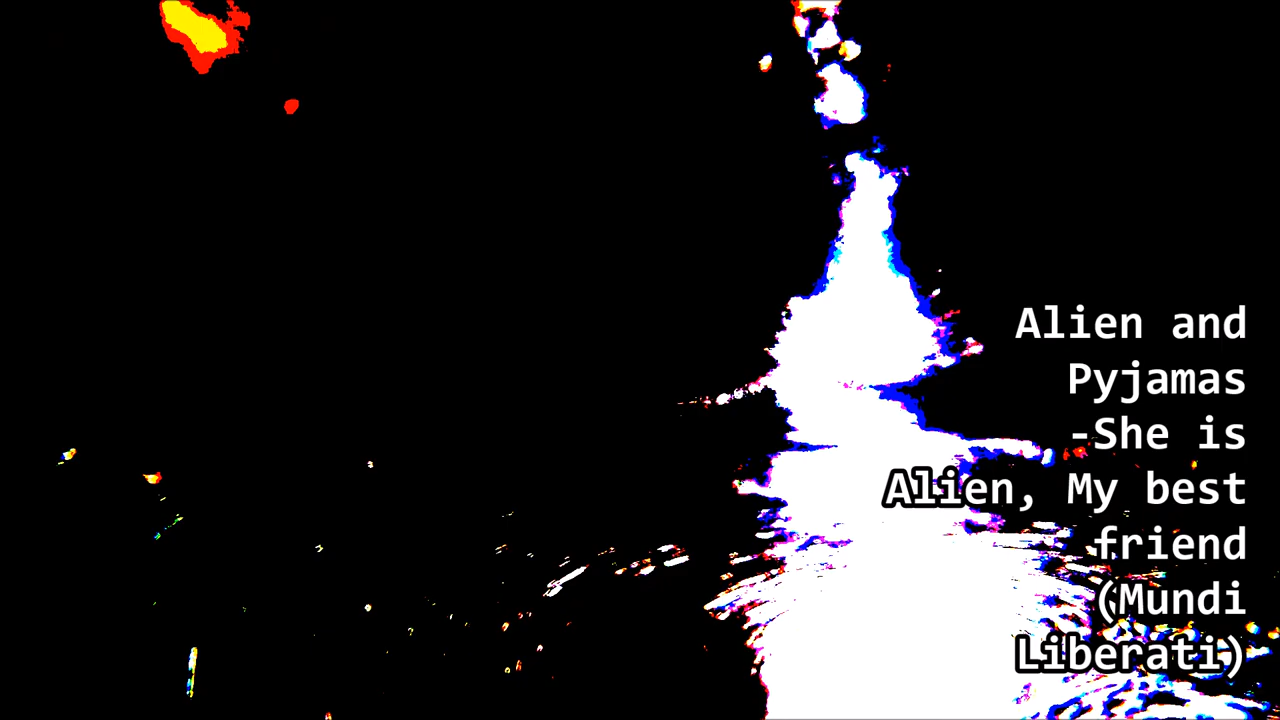 Alien and
Pyjamas
-She is
Alien, My best
friend
(Mundi
Liberati)